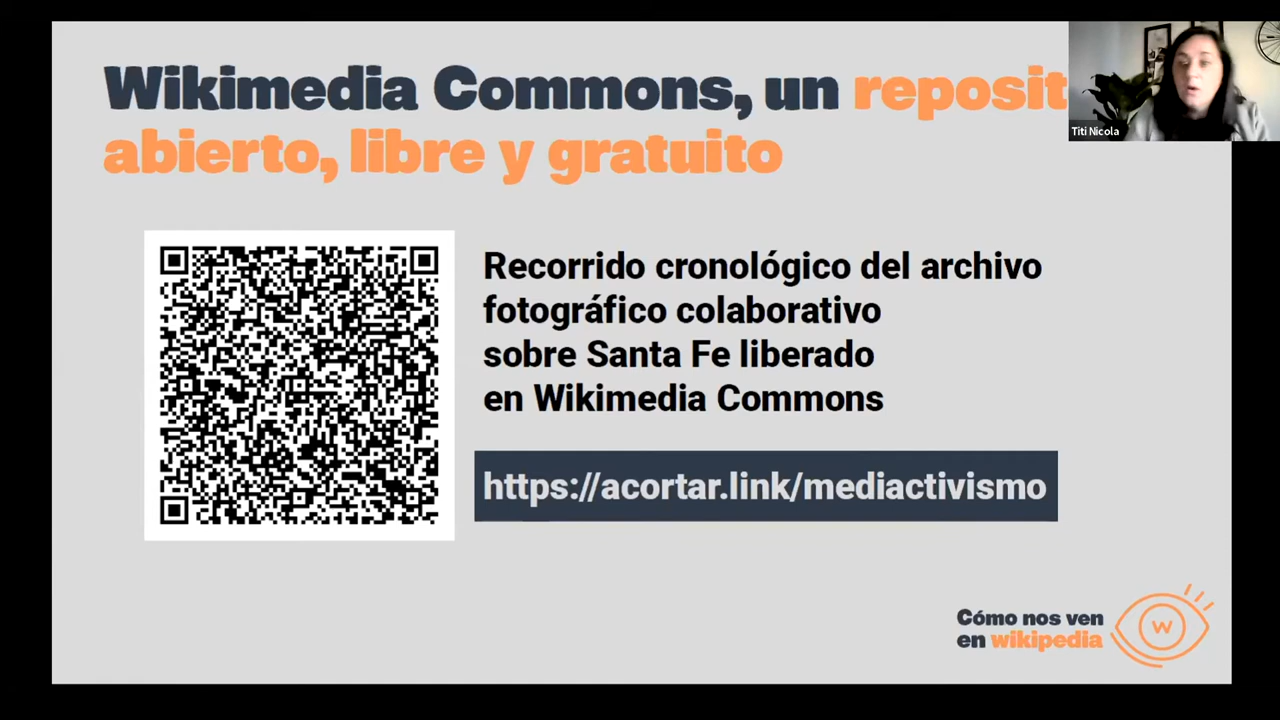 Wikimedia Commons, un reposit
abierto, libre y gratuito
Titi Nicola
Recorrido cronológico del archivo
fotográfico colaborativo
sobre Santa Fe liberado
en Wikimedia Commons
https://acortar.link/mediactivismo
Cómo nos ven
en wikipedia
W